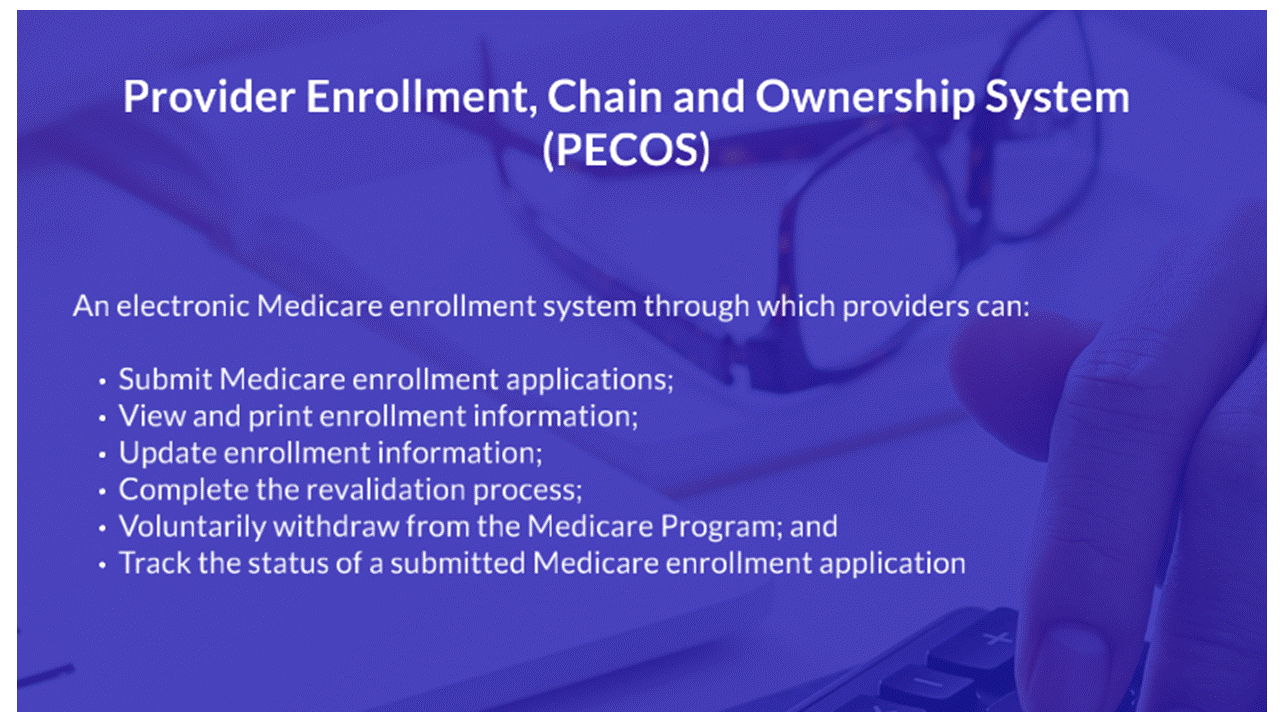 Provider Enrollment, Chain and Ownership System
(PECOS)
An electronic Medicare enrollment system through which providers can:
• Submit Medicare enrollment applications;
• View and print enrollment information;
• Update enrollment information;
• Complete the revalidation process;
• Voluntarily withdraw from the Medicare Program; and
• Track the status of a submitted Medicare enrollment application
+
−